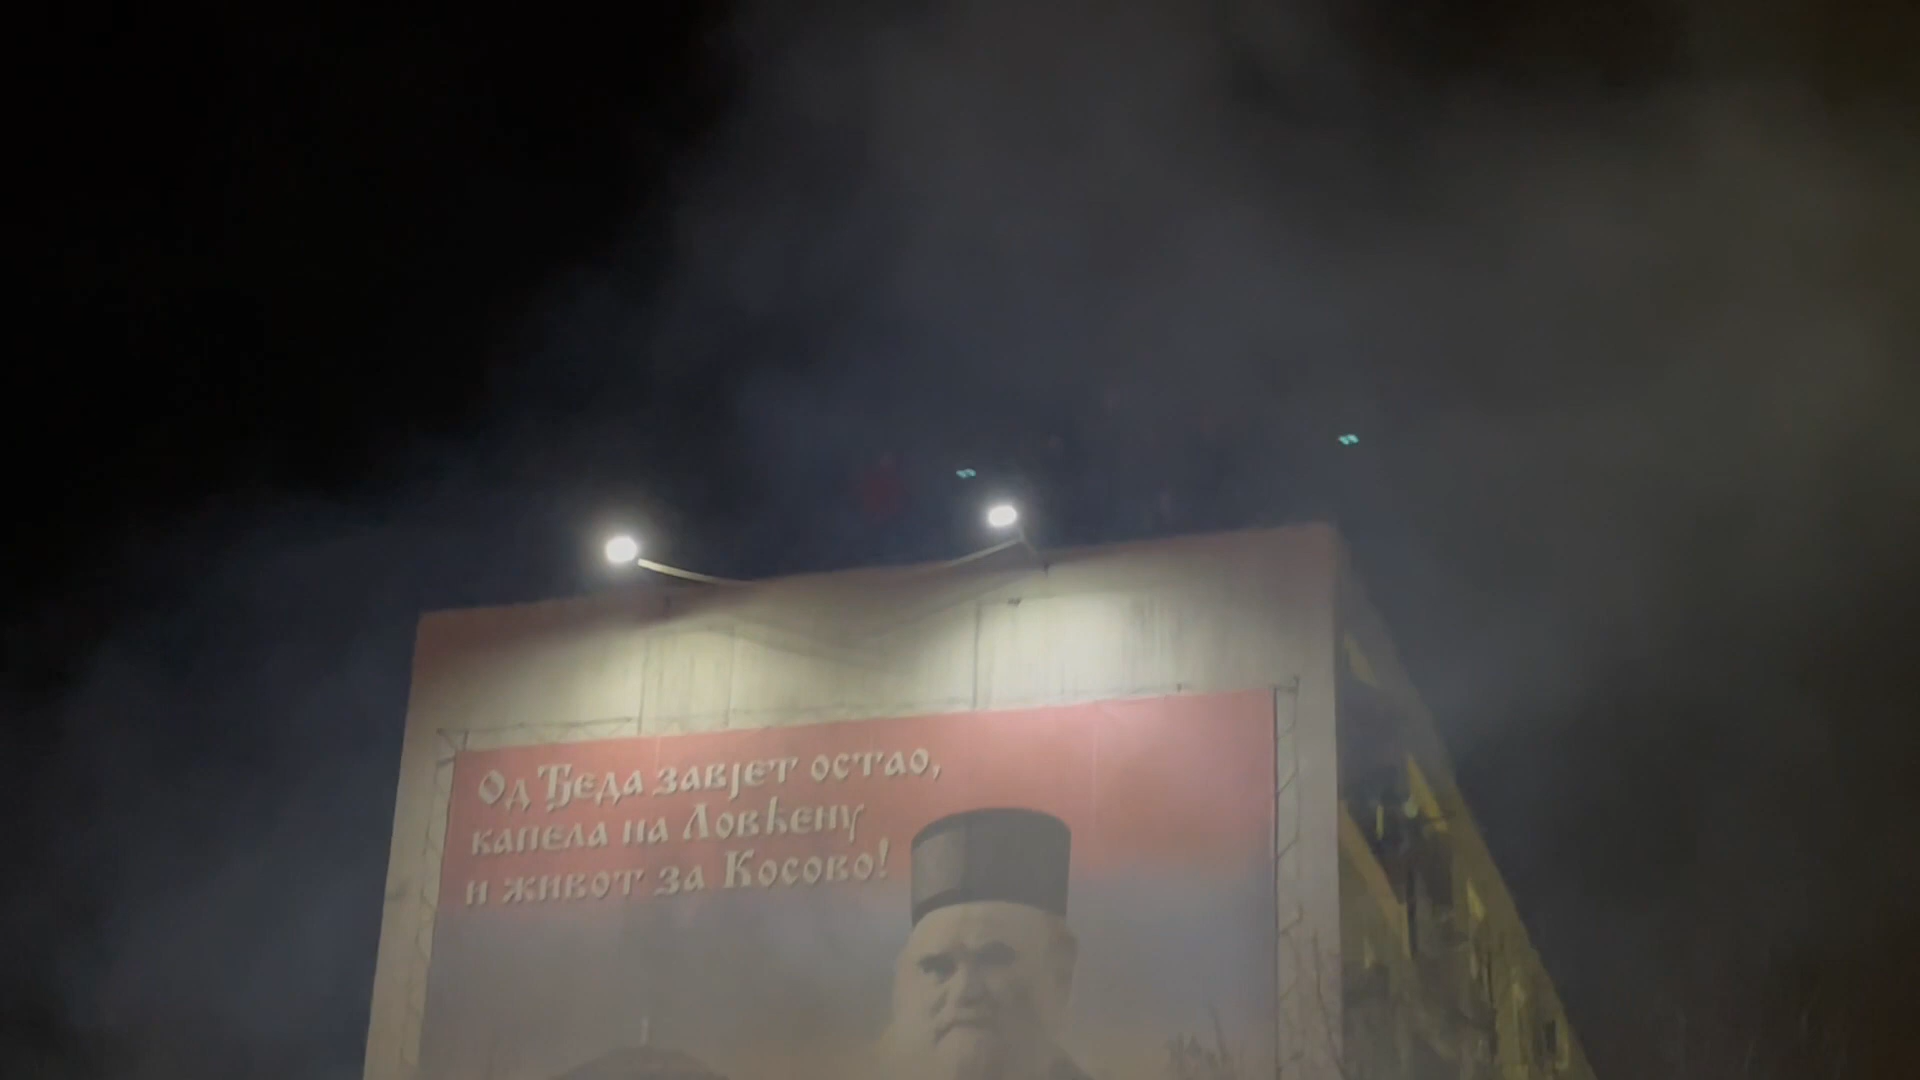 Од Ђеда завјет остао,
капела на Ловћену
и живот за Косово!